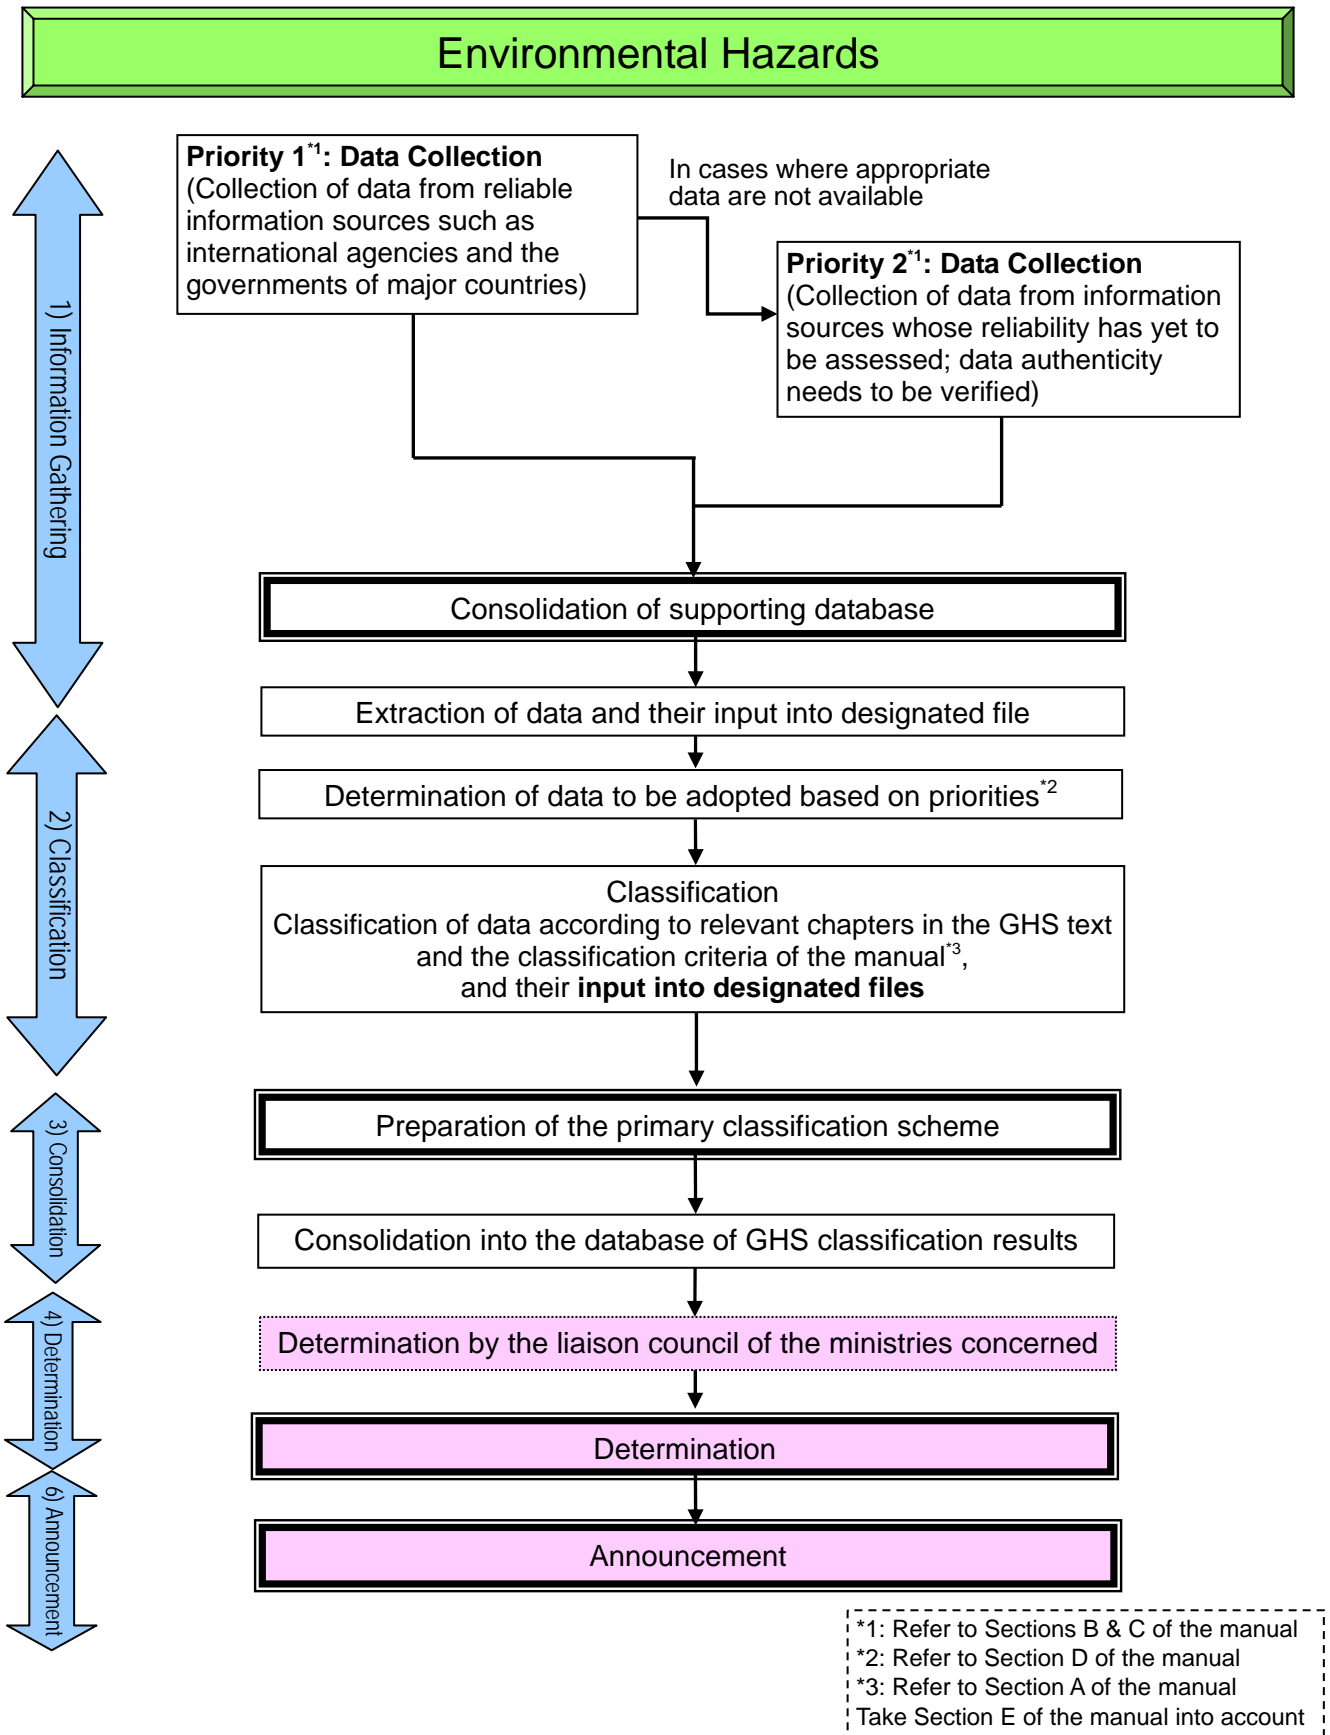 Environmental Hazards
Priority 1*1: Data Collection
(Collection of data from reliable
information sources such as
international agencies and the
governments of major countries)
In cases where appropriate
data are not available
Priority 2*1: Data Collection
(Collection of data from information
sources whose reliability has yet to
be assessed; data authenticity
needs to be verified)
1) Information Gathering
Consolidation of supporting database
Extraction of data and their input into designated file
2) Classification
Determination of data to be adopted based on priorities*2
Classification
Classification of data according to relevant chapters in the GHS text
and the classification criteria of the manual*3,
and their input into designated files
3) Consolidation
Preparation of the primary classification scheme
Consolidation into the database of GHS classification results
4) Determination
Determination by the liaison council of the ministries concerned
Determination
6) Announcement
Announcement
*1: Refer to Sections B & C of the manual
*2: Refer to Section D of the manual
*3: Refer to Section A of the manual
Take Section E of the manual into account